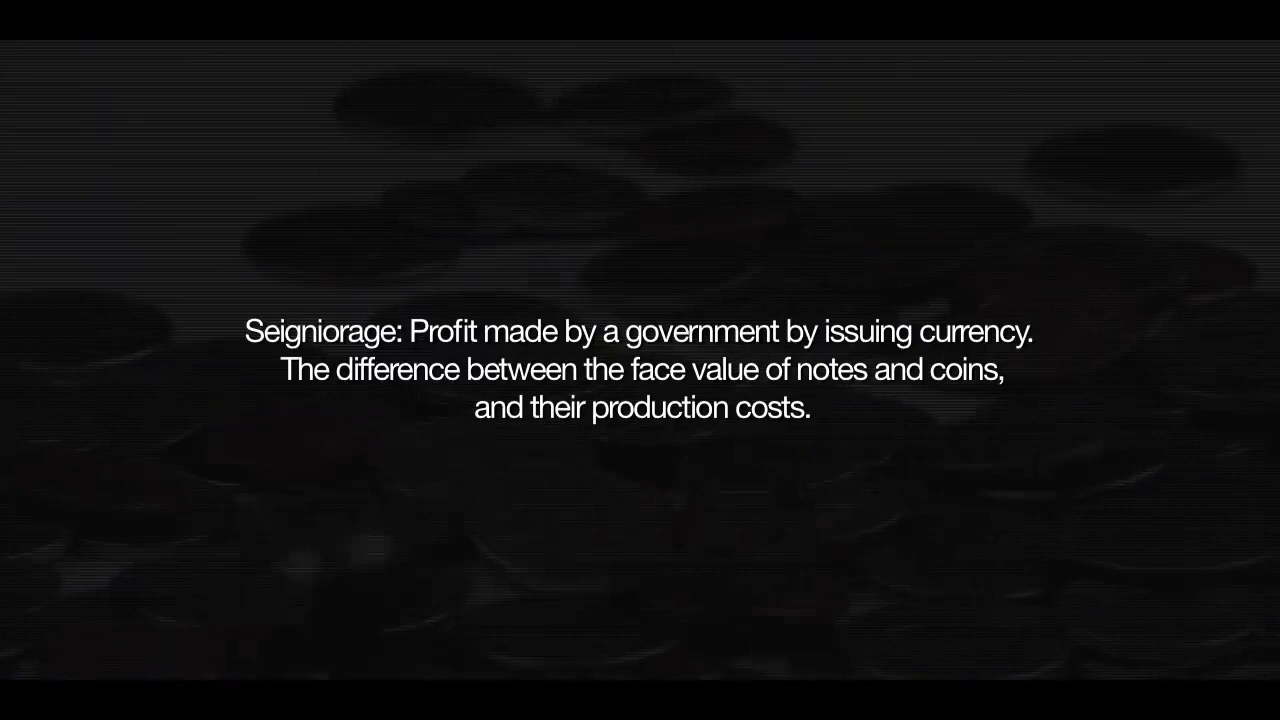 Seigniorage: Profit made by a government by issuing currency.
The difference between the face value of notes and coins,
and their production costs.